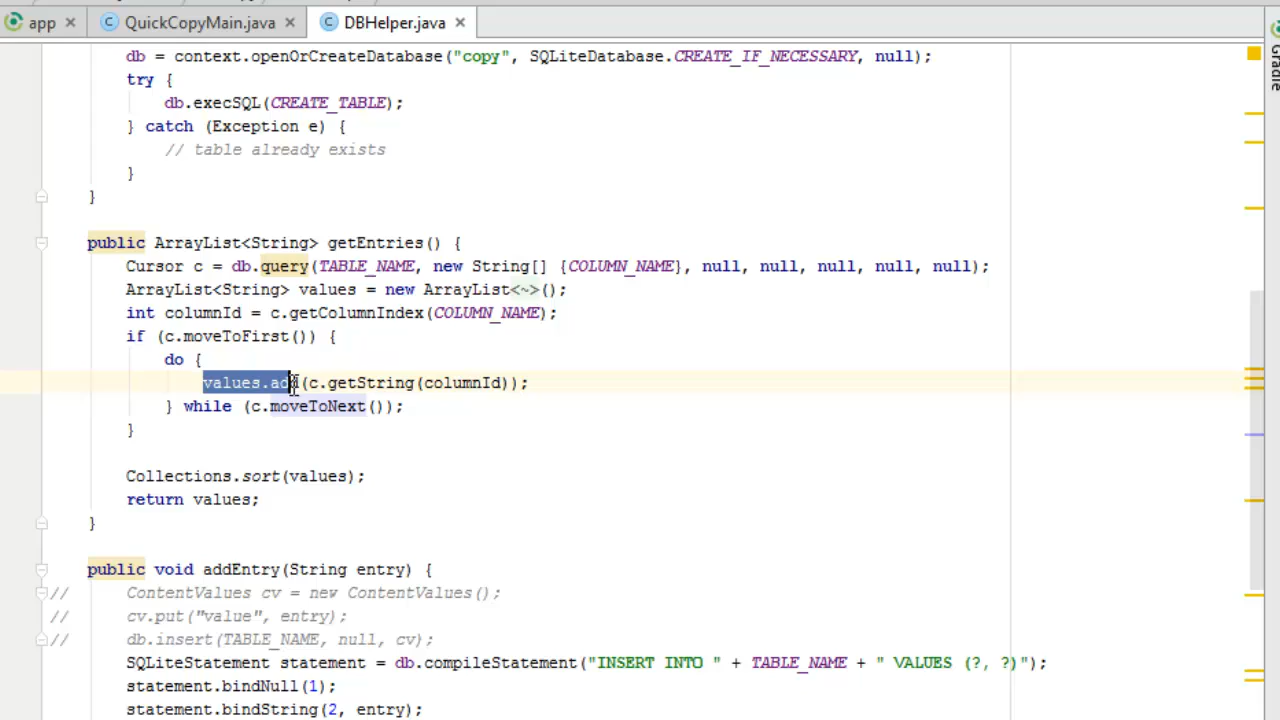 app QuickCopyMain.java DBHelper.java
db = context.openOrCreateDatabase("copy", SQLiteDatabase.CREATE_IF_NECESSARY, null);
try {
db.execSQL(CREATE_TABLE);
} catch (Exception e) {
// table already exists
}
}
public ArrayList<String> getEntries() {
Cursor c = db.query(TABLE_NAME, new String[] {COLUMN_NAME}, null, null, null, null, null);
ArrayList<String> values = new ArrayList<~>();
int columnId = c.getColumnIndex(COLUMN_NAME);
if (c.moveToFirst()) {
do {
values.add(c.getString(columnId));
} while (c.moveToNext());
}
Collections.sort(values);
return values;
}
public void addEntry(String entry) {
// ContentValues cv = new ContentValues();
// cv.put("value", entry);
// db.insert(TABLE_NAME, null, cv);
SQLiteStatement statement = db.compileStatement("INSERT INTO " + TABLE_NAME + " VALUES (?, ?)");
statement.bindNull(1);
statement.bindString(2, entry);
Gradle